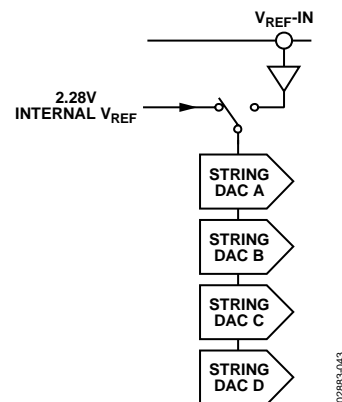 VREF-IN
2.28V
INTERNAL VREF
STRING
DAC A
STRING
DAC B
STRING
DAC C
STRING
DAC D
02883-043